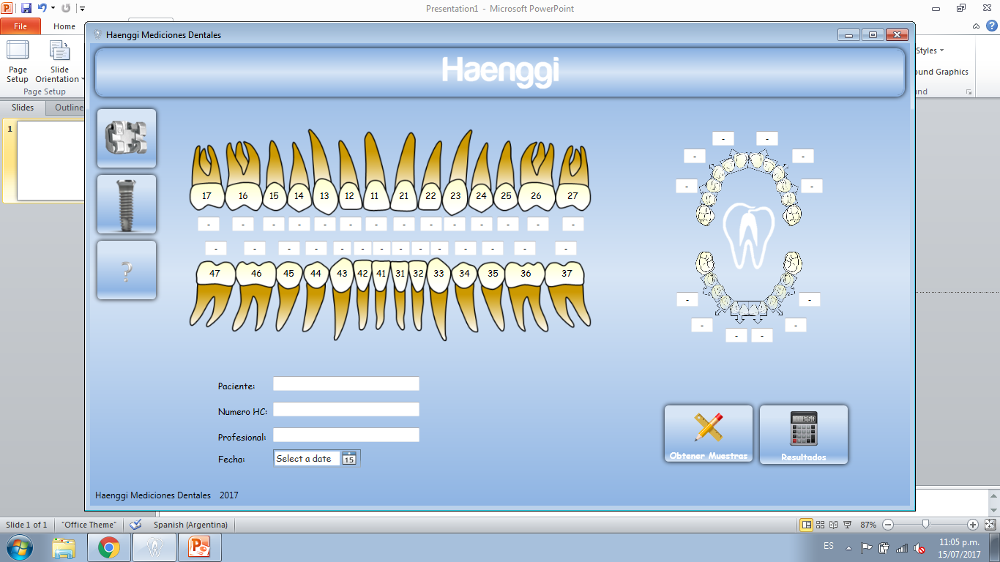 Presentation1 - Microsoft PowerPoint
File Home
Haenggi Mediciones Dentales
Page Setup
Slide Orientation
Page Setup
Styles
ound Graphics
nd
Slides Outline
1
Haenggi
?
17 16 15 14 13 12 11 21 22 23 24 25 26 27
- - - - - - - - - - - - - -
- - - - - - - - - - - - - -
47 46 45 44 43 42 41 31 32 33 34 35 36 37
- -
- -
- -
- -
- -
- -
Paciente:
Numero HC:
Profesional:
Fecha: Select a date 15
Obtener Muestras
Resultados
Haenggi Mediciones Dentales 2017
Slide 1 of 1 "Office Theme" Spanish (Argentina) 87%
ES 11:05 p.m.
15/07/2017